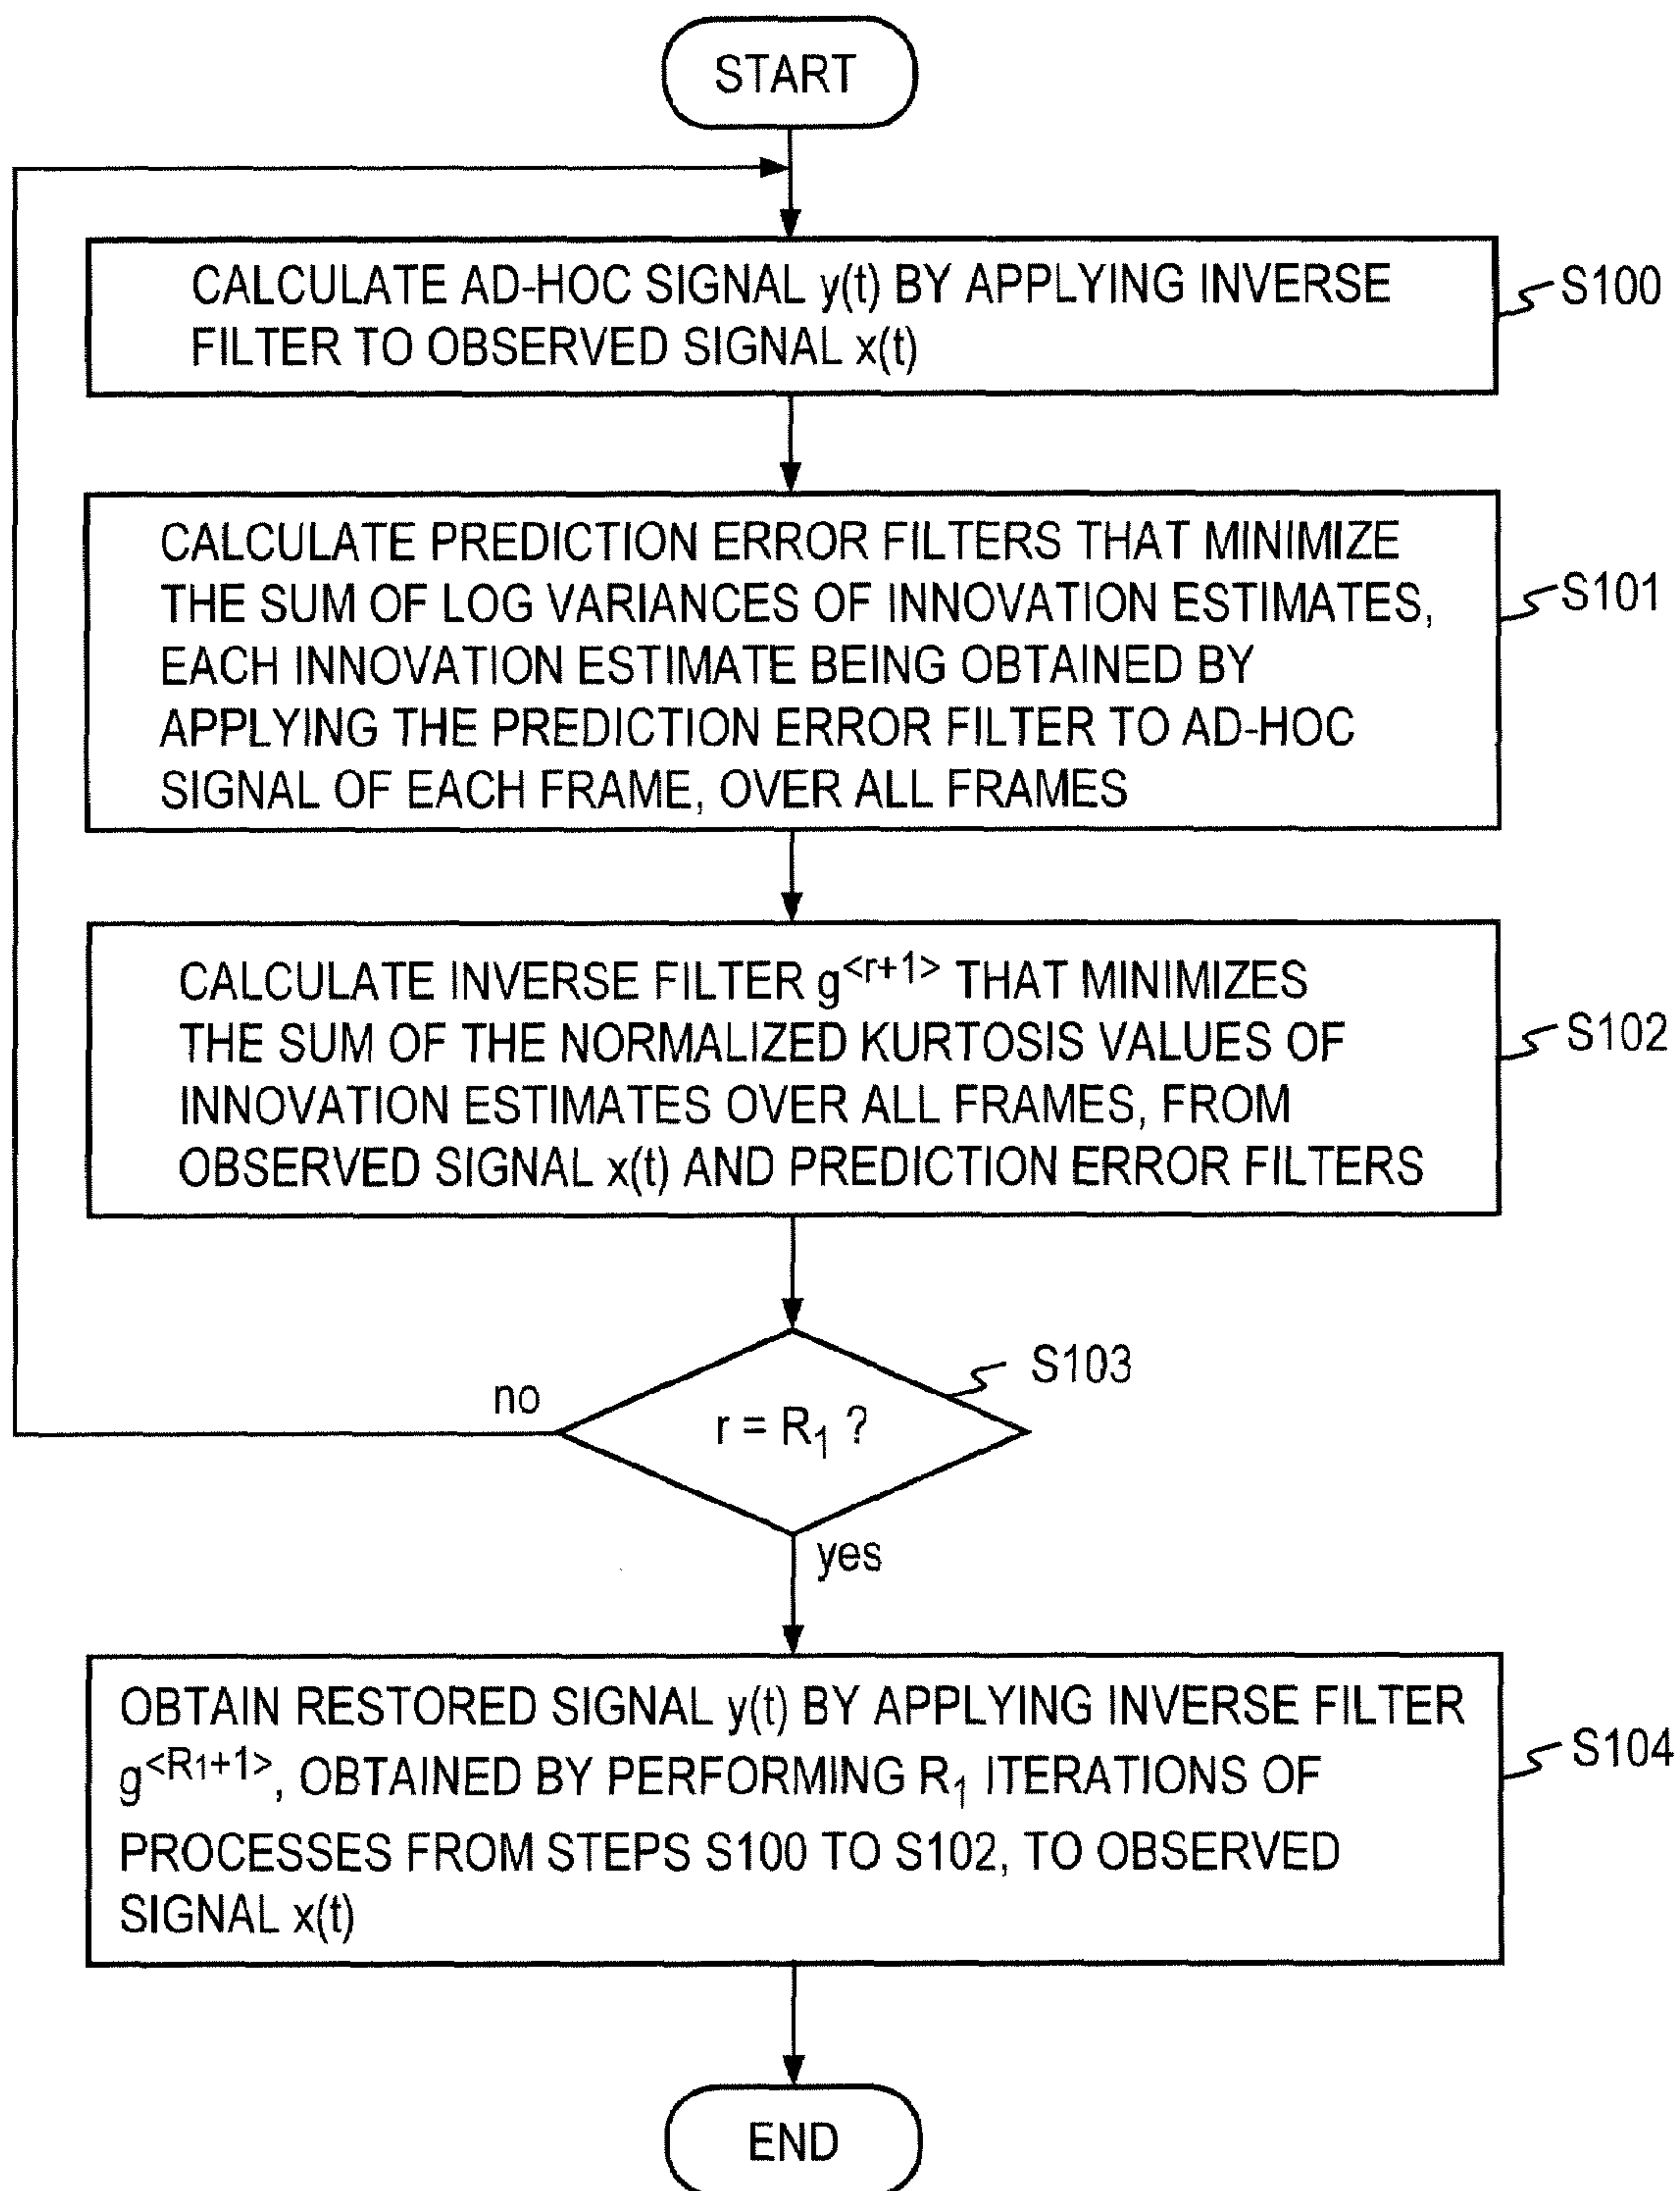 START
CALCULATE AD-HOC SIGNAL y(t) BY APPLYING INVERSE
FILTER TO OBSERVED SIGNAL x(t)
S100
CALCULATE PREDICTION ERROR FILTERS THAT MINIMIZE
THE SUM OF LOG VARIANCES OF INNOVATION ESTIMATES,
EACH INNOVATION ESTIMATE BEING OBTAINED BY
APPLYING THE PREDICTION ERROR FILTER TO AD-HOC
SIGNAL OF EACH FRAME, OVER ALL FRAMES
S101
CALCULATE INVERSE FILTER g<r+1> THAT MINIMIZES
THE SUM OF THE NORMALIZED KURTOSIS VALUES OF
INNOVATION ESTIMATES OVER ALL FRAMES, FROM
OBSERVED SIGNAL x(t) AND PREDICTION ERROR FILTERS
S102
S103
no
r = R1 ?
yes
OBTAIN RESTORED SIGNAL y(t) BY APPLYING INVERSE FILTER
g<R1+1>, OBTAINED BY PERFORMING R1 ITERATIONS OF
PROCESSES FROM STEPS S100 TO S102, TO OBSERVED
SIGNAL x(t)
S104
END